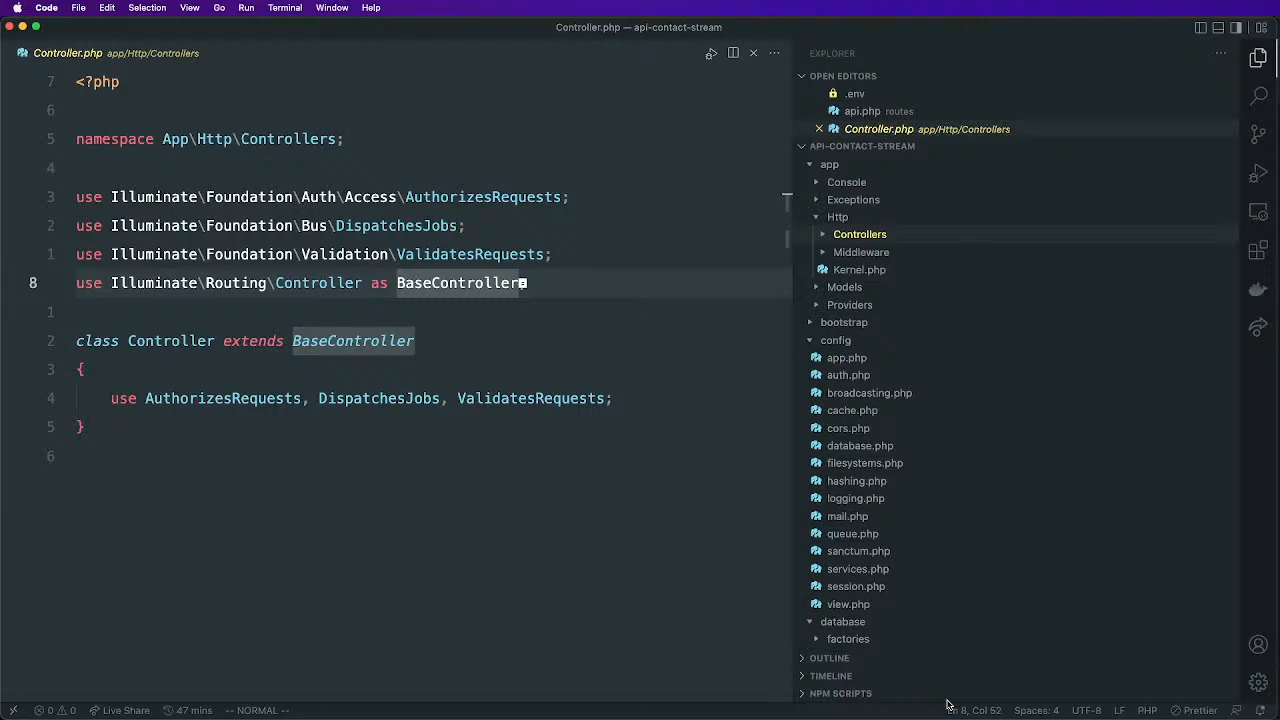 Code File Edit Selection View Go Run Terminal Window Help
Controller.php — api-contact-stream
Controller.php app/Http/Controllers
7 <?php
6
5 namespace App\Http\Controllers;
4
3 use Illuminate\Foundation\Auth\Access\AuthorizesRequests;
2 use Illuminate\Foundation\Bus\DispatchesJobs;
1 use Illuminate\Foundation\Validation\ValidatesRequests;
8 use Illuminate\Routing\Controller as BaseController;
1
2 class Controller extends BaseController
3 {
4 use AuthorizesRequests, DispatchesJobs, ValidatesRequests;
5 }
6
EXPLORER
OPEN EDITORS
.env
api.php routes
Controller.php app/Http/Controllers
API-CONTACT-STREAM
app
Console
Exceptions
Http
Controllers
Middleware
Kernel.php
Models
Providers
bootstrap
config
app.php
auth.php
broadcasting.php
cache.php
cors.php
database.php
filesystems.php
hashing.php
logging.php
mail.php
queue.php
sanctum.php
services.php
session.php
view.php
database
factories
OUTLINE
TIMELINE
NPM SCRIPTS
0 0 Live Share 47 mins -- NORMAL -- Ln 8, Col 52 Spaces: 4 UTF-8 LF PHP Prettier